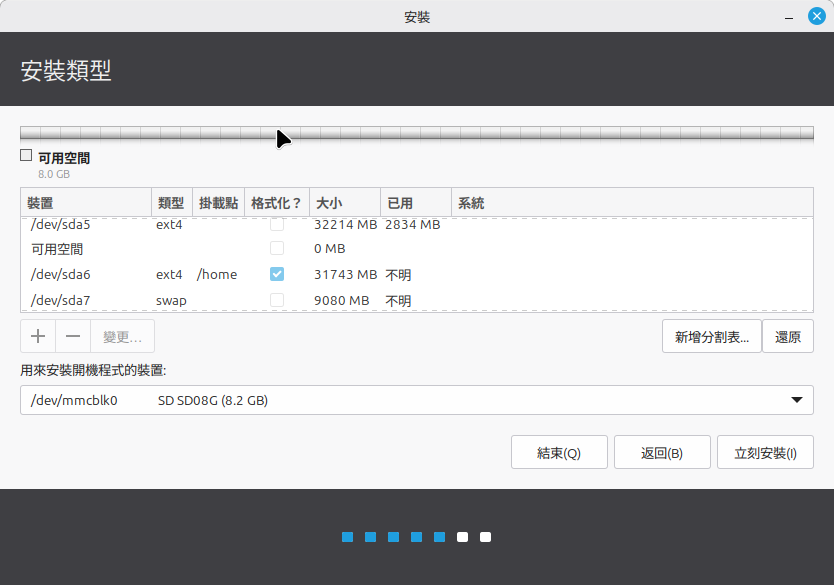 安裝
安裝類型
可用空間
8.0 GB
裝置 類型 掛載點 格式化？ 大小 已用 系統
/dev/sda5 ext4 32214 MB 2834 MB
可用空間 0 MB
/dev/sda6 ext4 /home 31743 MB 不明
/dev/sda7 swap 9080 MB 不明
變更...
新增分割表... 還原
用來安裝開機程式的裝置:
/dev/mmcblk0 SD SD08G (8.2 GB)
結束(Q) 返回(B) 立刻安裝(I)